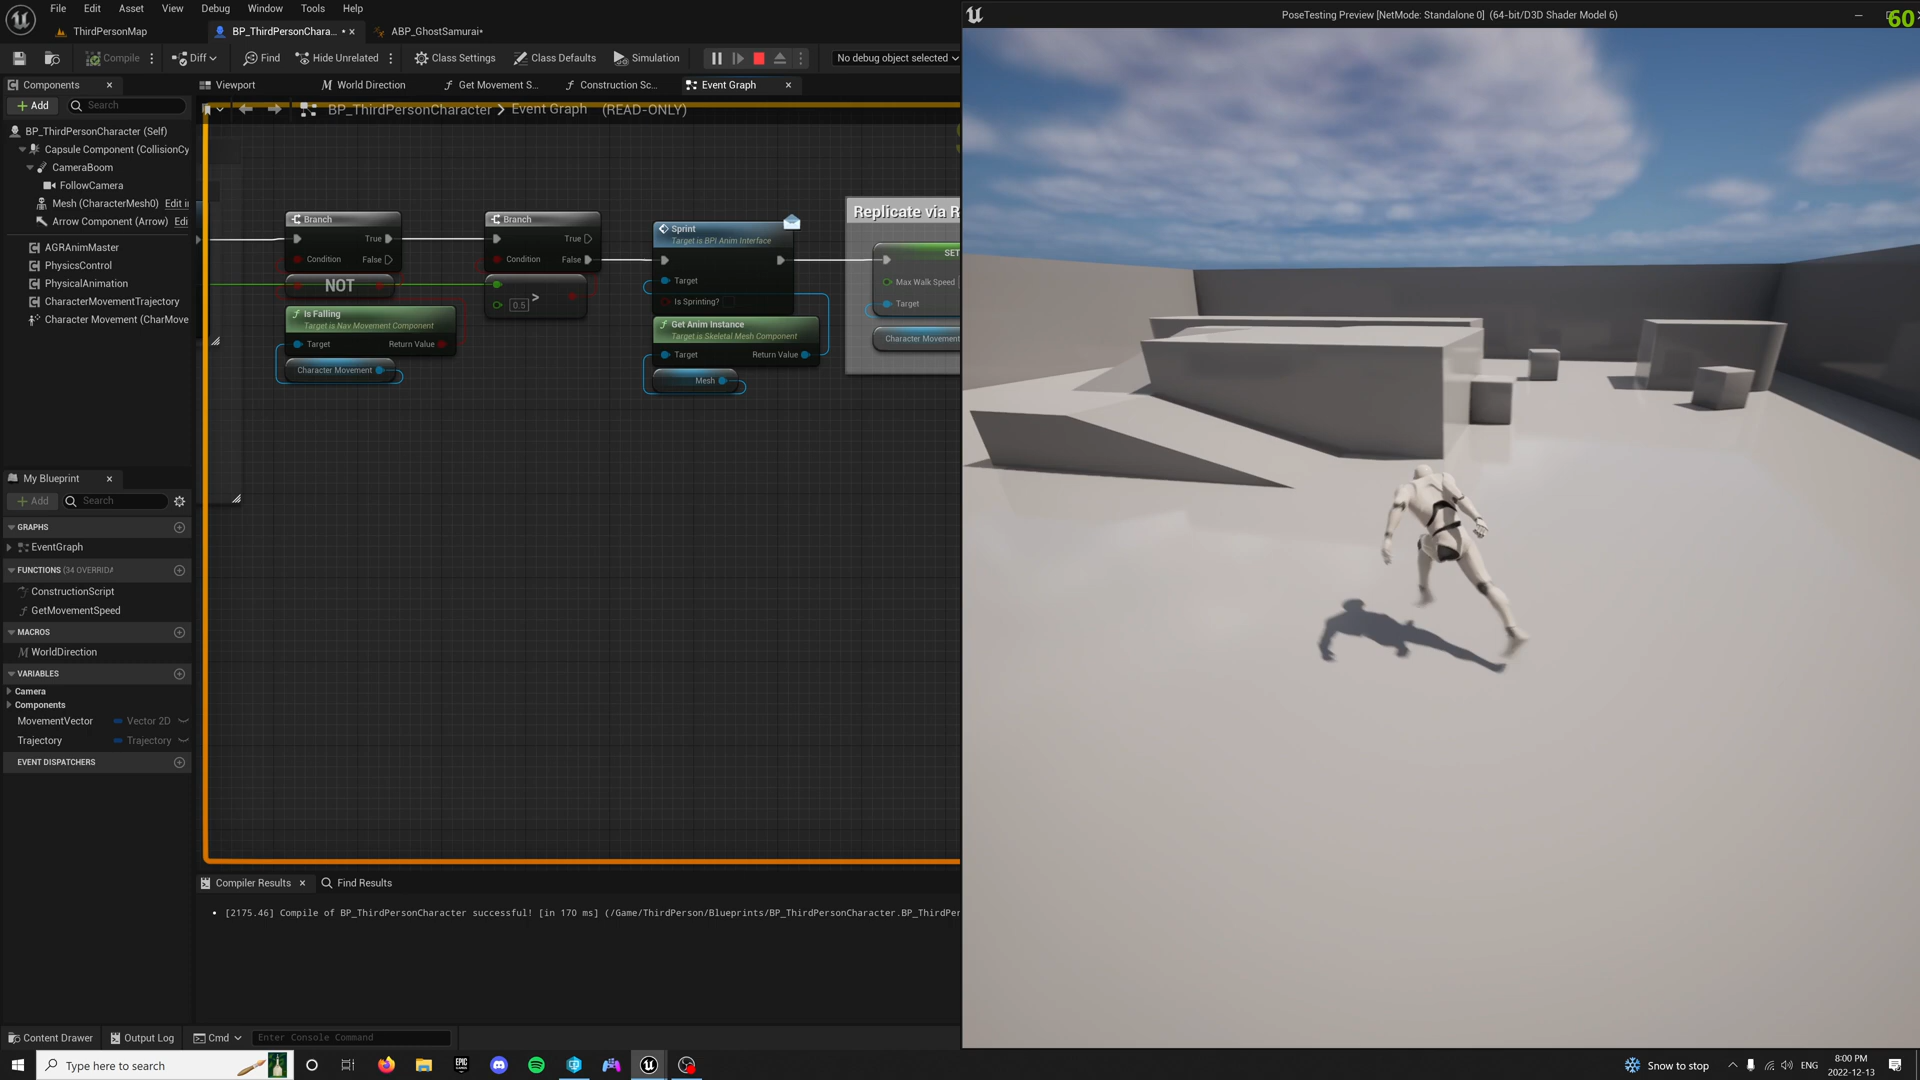 File Edit Asset View Debug Window Tools Help
PoseTesting Preview [NetMode: Standalone 0] (64-bit/D3D Shader Model 6)
60
ThirdPersonMap
BP_ThirdPersonChara... •
ABP_GhostSamurai•
Compile
Diff
Find
Hide Unrelated
Class Settings
Class Defaults
Simulation
No debug object selected
Components
Viewport
World Direction
Get Movement S...
Construction Sc...
Event Graph
Add
Search
BP_ThirdPersonCharacter > Event Graph (READ-ONLY)
BP_ThirdPersonCharacter (Self)
Capsule Component (CollisionCy
CameraBoom
FollowCamera
Mesh (CharacterMesh0) Edit i
Arrow Component (Arrow) Edi
AGRAnimMaster
PhysicsControl
PhysicalAnimation
CharacterMovementTrajectory
Character Movement (CharMove
Branch
True
Condition
False
NOT
Is Falling
Target is Nav Movement Component
Target
Return Value
Character Movement
Branch
True
Condition
False
0.5
>
Sprint
Target is BPI Anim Interface
Target
Is Sprinting?
Get Anim Instance
Target is Skeletal Mesh Component
Target
Return Value
Mesh
Replicate via R
SET
Max Walk Speed
Target
Character Movement
My Blueprint
Add
Search
GRAPHS
EventGraph
FUNCTIONS (34 OVERRIDA
ConstructionScript
GetMovementSpeed
MACROS
WorldDirection
VARIABLES
Camera
Components
MovementVector Vector 2D
Trajectory Trajectory
EVENT DISPATCHERS
Compiler Results
Find Results
[2175.46] Compile of BP_ThirdPersonCharacter successful! [in 170 ms] (/Game/ThirdPerson/Blueprints/BP_ThirdPersonCharacter.BP_ThirdPer
Content Drawer
Output Log
Cmd
Enter Console Command
Type here to search
EPIC
Snow to stop
ENG
8:00 PM
2022-12-13